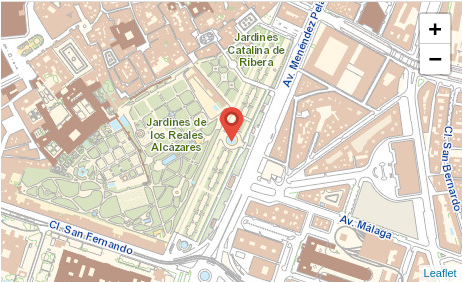 Jardines
Catalina de
Ribera
Av. Menéndez Pela
+
−
Jardines de
los Reales
Alcázares
Cl. San Bernardo
Av. Málaga
Cl. San Fernando
Leaflet